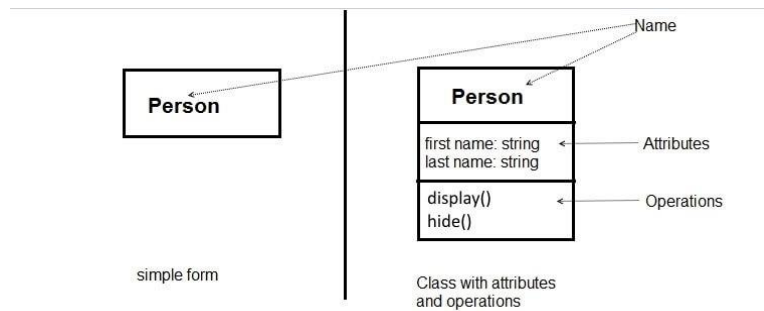 Name
Person
Person
first name: string
last name: string
Attributes
display()
hide()
Operations
simple form
Class with attributes
and operations